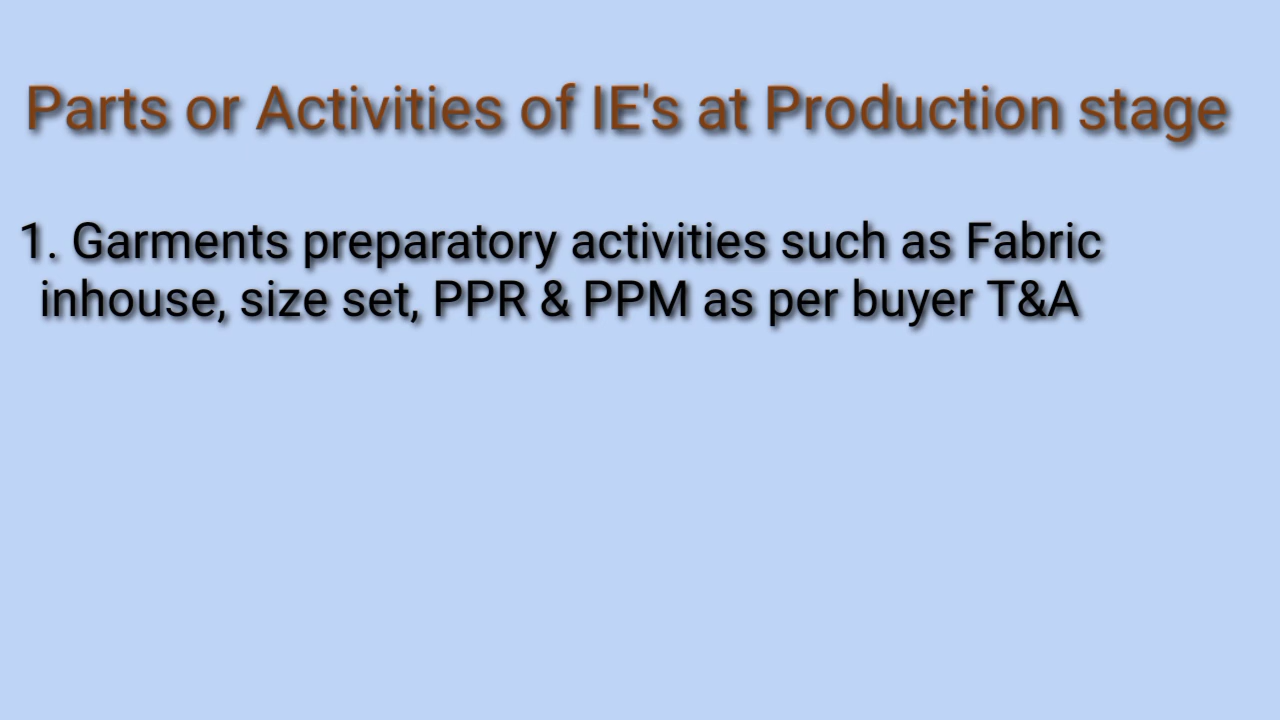 Parts or Activities of IE's at Production stage
1. Garments preparatory activities such as Fabric
inhouse, size set, PPR & PPM as per buyer T&A